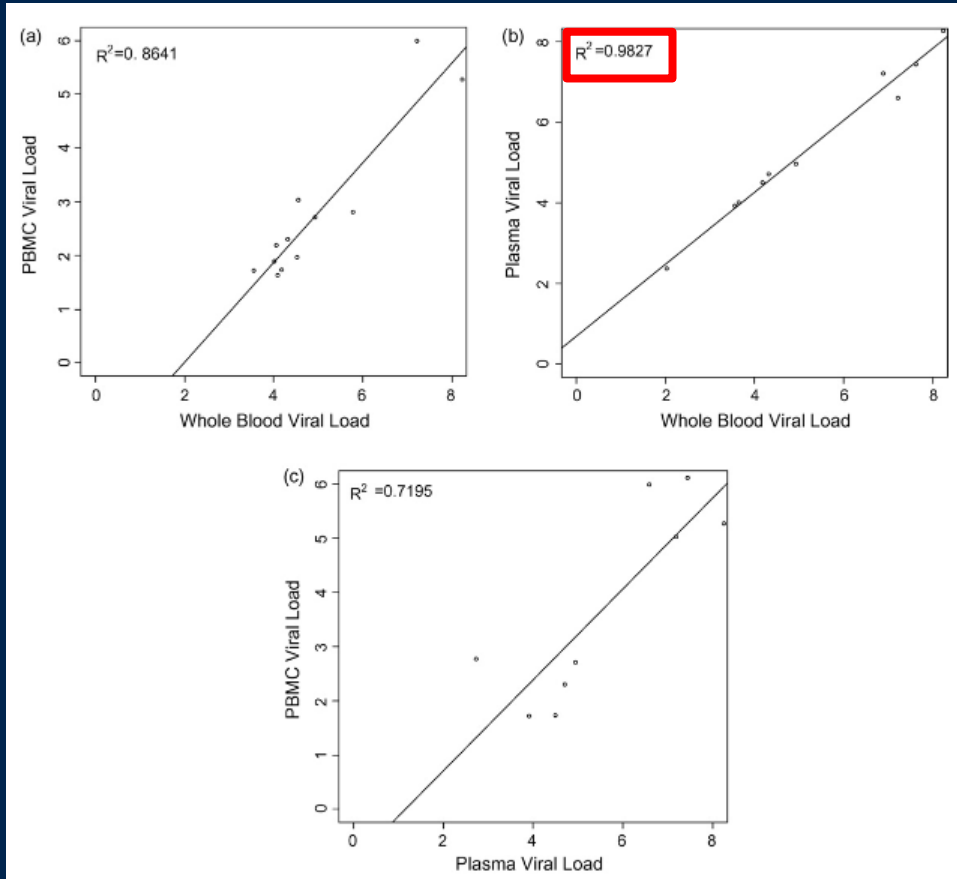 (a)
R²=0. 8641
6
5
4
3
2
1
0
PBMC Viral Load
0 2 4 6 8
Whole Blood Viral Load
(b)
R²=0.9827
8
6
4
2
0
Plasma Viral Load
0 2 4 6 8
Whole Blood Viral Load
(c)
R² =0.7195
6
5
4
3
2
1
0
PBMC Viral Load
0 2 4 6 8
Plasma Viral Load